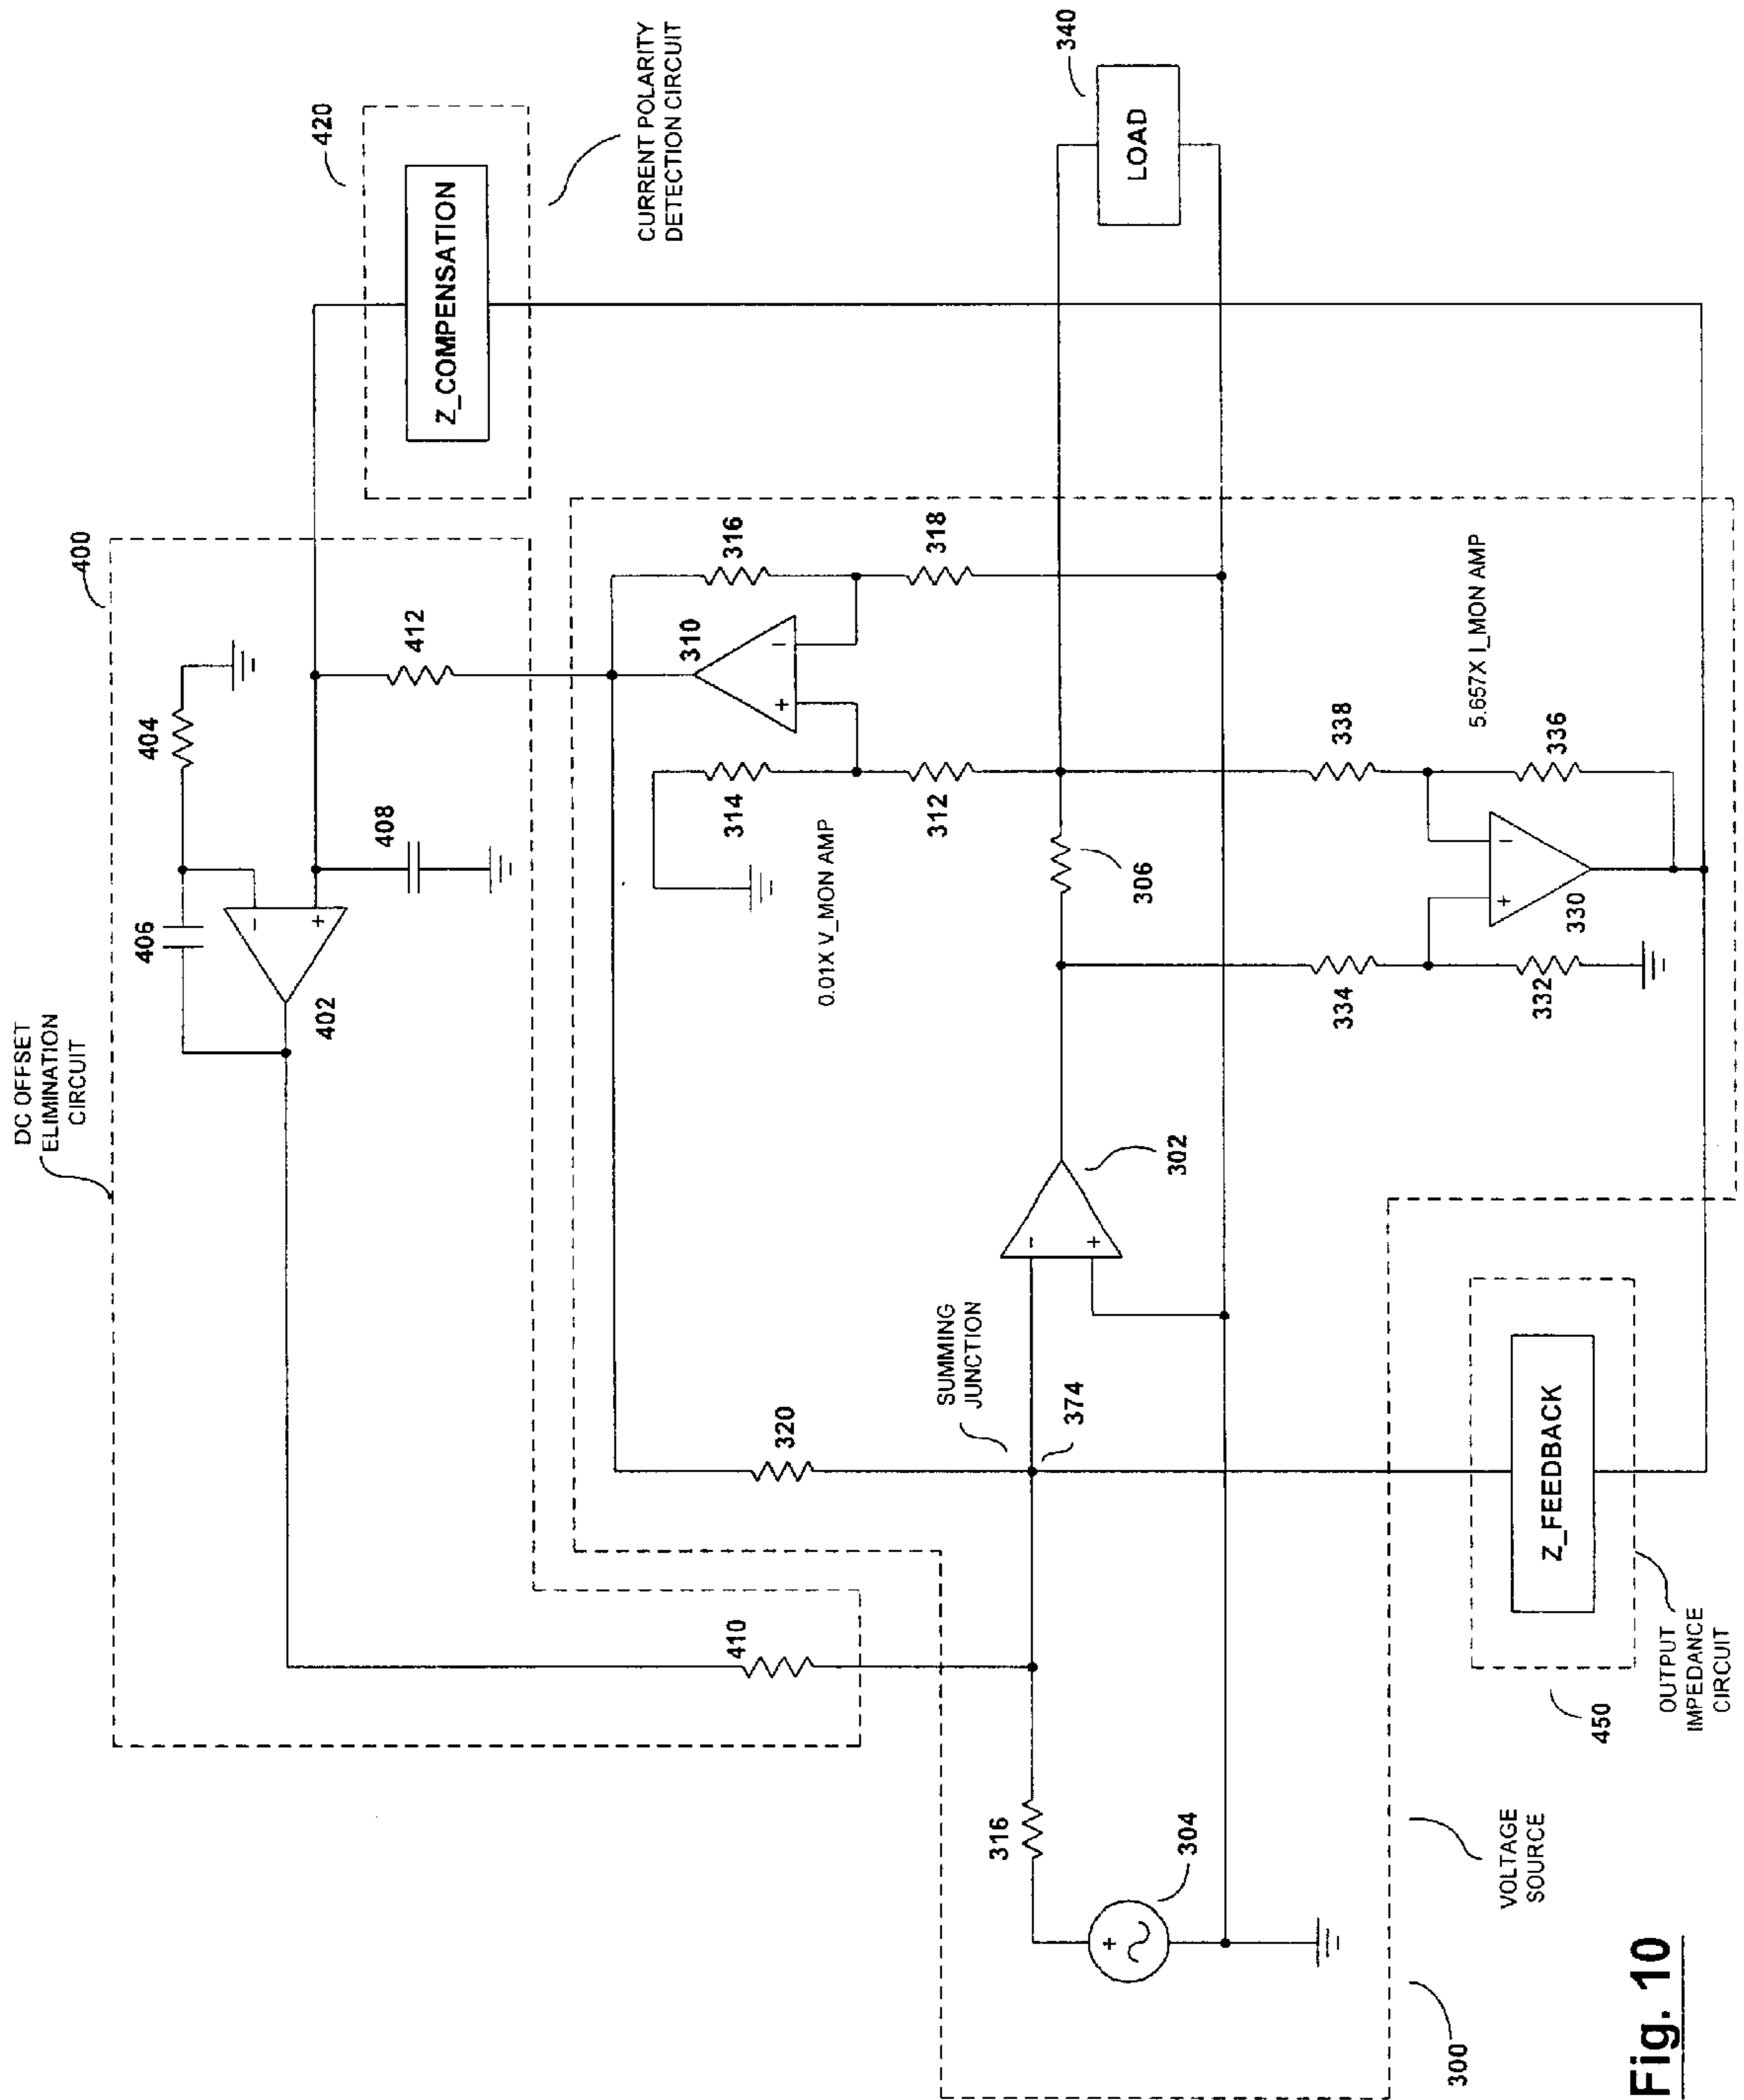 DC OFFSET
ELIMINATION
CIRCUIT
400
404
406
-
+
402
408
412
410
420
Z_COMPENSATION
CURRENT POLARITY
DETECTION CIRCUIT
316
318
310
+
-
314
312
0.01X V_MON AMP
340
LOAD
306
SUMMING
JUNCTION
374
320
-
+
302
338
336
334
332
+
-
330
5.657X I_MON AMP
316
304
+
Z_FEEDBACK
450
OUTPUT
IMPEDANCE
CIRCUIT
VOLTAGE
SOURCE
300
Fig. 10